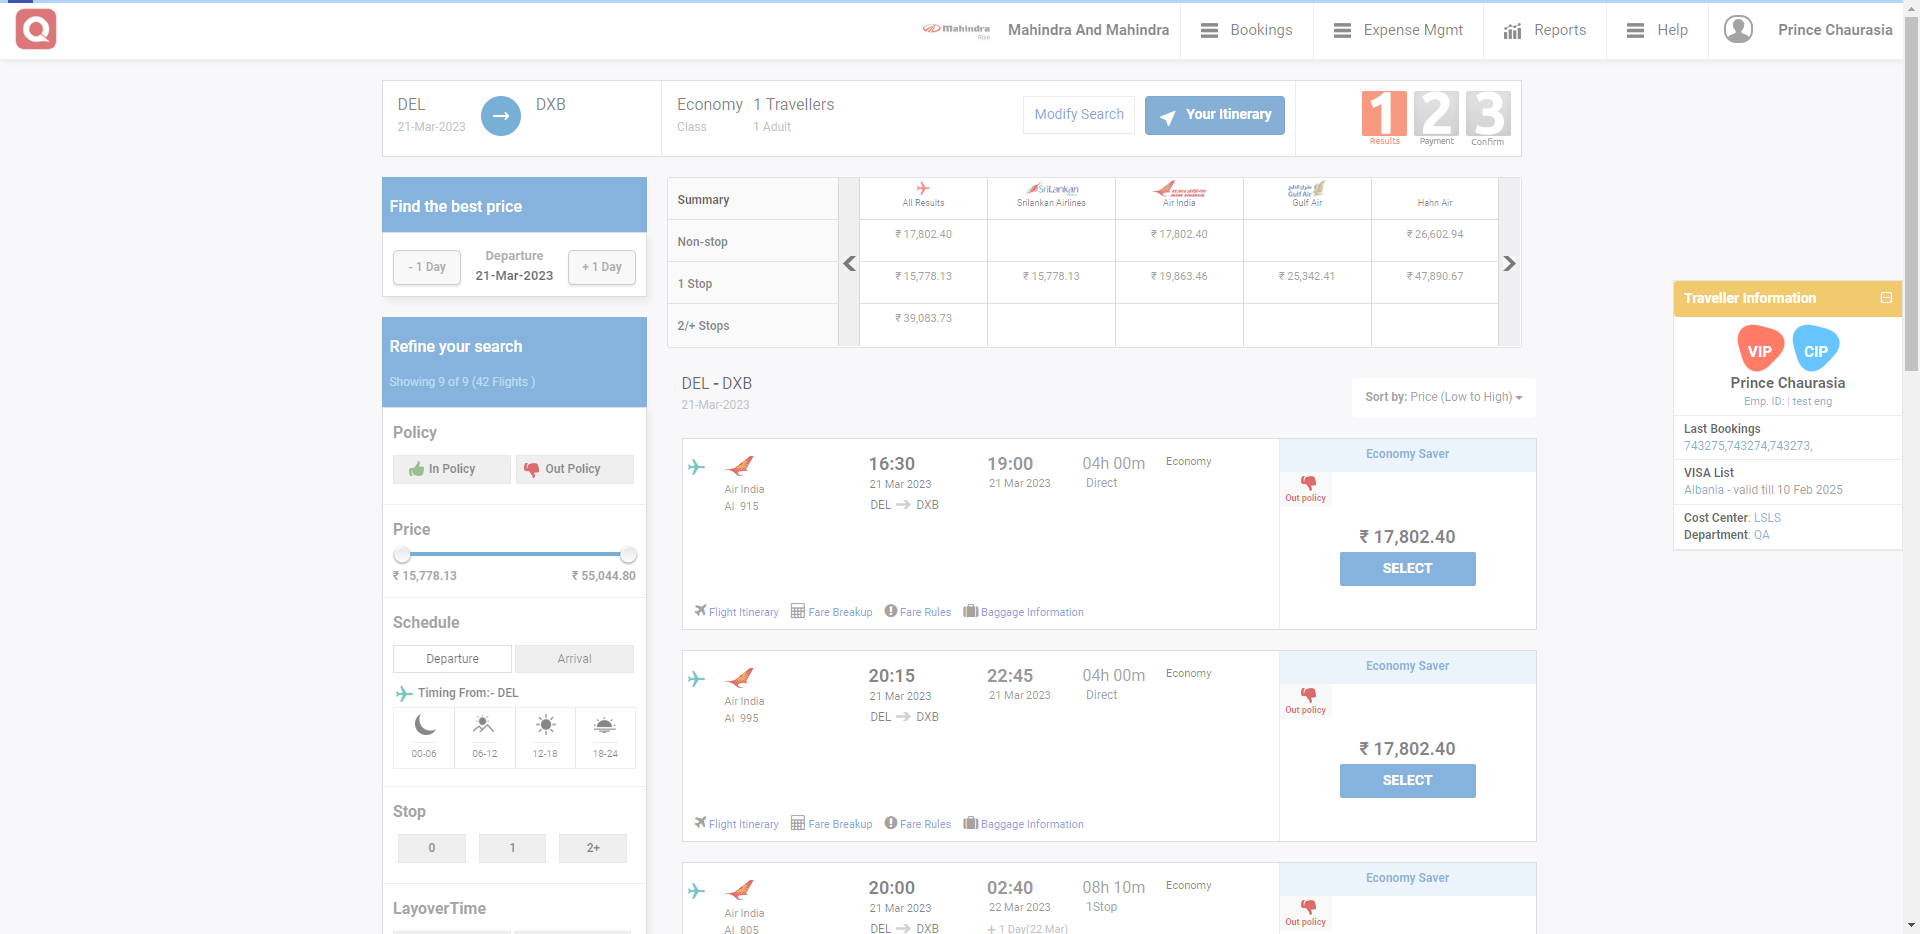 Q
Mahindra
Rise
Mahindra And Mahindra
Bookings
Expense Mgmt
Reports
Help
Prince Chaurasia
DEL
21-Mar-2023
DXB
Economy
Class
1 Travellers
1 Adult
Modify Search
Your Itinerary
1
Results
2
Payment
3
Confirm
Find the best price
- 1 Day
Departure
21-Mar-2023
+ 1 Day
Refine your search
Showing 9 of 9 (42 Flights )
Policy
In Policy
Out Policy
Price
₹ 15,778.13
₹ 55,044.80
Schedule
Departure
Arrival
Timing From:- DEL
00-06
06-12
12-18
18-24
Stop
0
1
2+
LayoverTime
Summary
All Results
SriLankan
Srilankan Airlines
Air India
Gulf Air
Gulf Air
Hahn Air
Non-stop
₹ 17,802.40
₹ 17,802.40
₹ 26,602.94
1 Stop
₹ 15,778.13
₹ 15,778.13
₹ 19,863.46
₹ 25,342.41
₹ 47,890.67
2/+ Stops
₹ 39,083.73
DEL - DXB
21-Mar-2023
Sort by: Price (Low to High)
Air India
AI 915
16:30
21 Mar 2023
DEL DXB
19:00
21 Mar 2023
04h 00m
Direct
Economy
Flight Itinerary
Fare Breakup
Fare Rules
Baggage Information
Economy Saver
Out policy
₹ 17,802.40
SELECT
Air India
AI 995
20:15
21 Mar 2023
DEL DXB
22:45
21 Mar 2023
04h 00m
Direct
Economy
Flight Itinerary
Fare Breakup
Fare Rules
Baggage Information
Economy Saver
Out policy
₹ 17,802.40
SELECT
Air India
AI 805
20:00
21 Mar 2023
DEL DXB
02:40
22 Mar 2023
+ 1 Day(22 Mar)
08h 10m
1Stop
Economy
Economy Saver
Out policy
Traveller Information
VIP
CIP
Prince Chaurasia
Emp. ID: | test eng
Last Bookings
743275,743274,743273,
VISA List
Albania - valid till 10 Feb 2025
Cost Center: LSLS
Department: QA